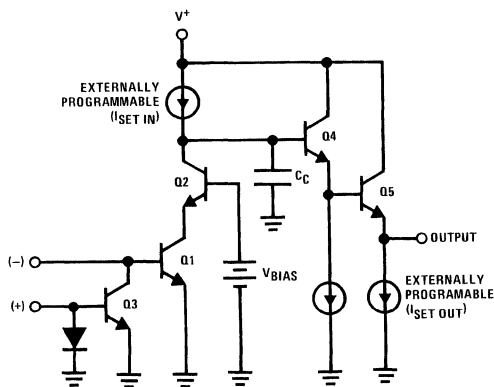 V+
EXTERNALLY
PROGRAMMABLE
(ISET IN)
Q4
Q2
CC
Q5
(−)
Q1
VBIAS
OUTPUT
(+)
Q3
EXTERNALLY
PROGRAMABLE
(ISET OUT)